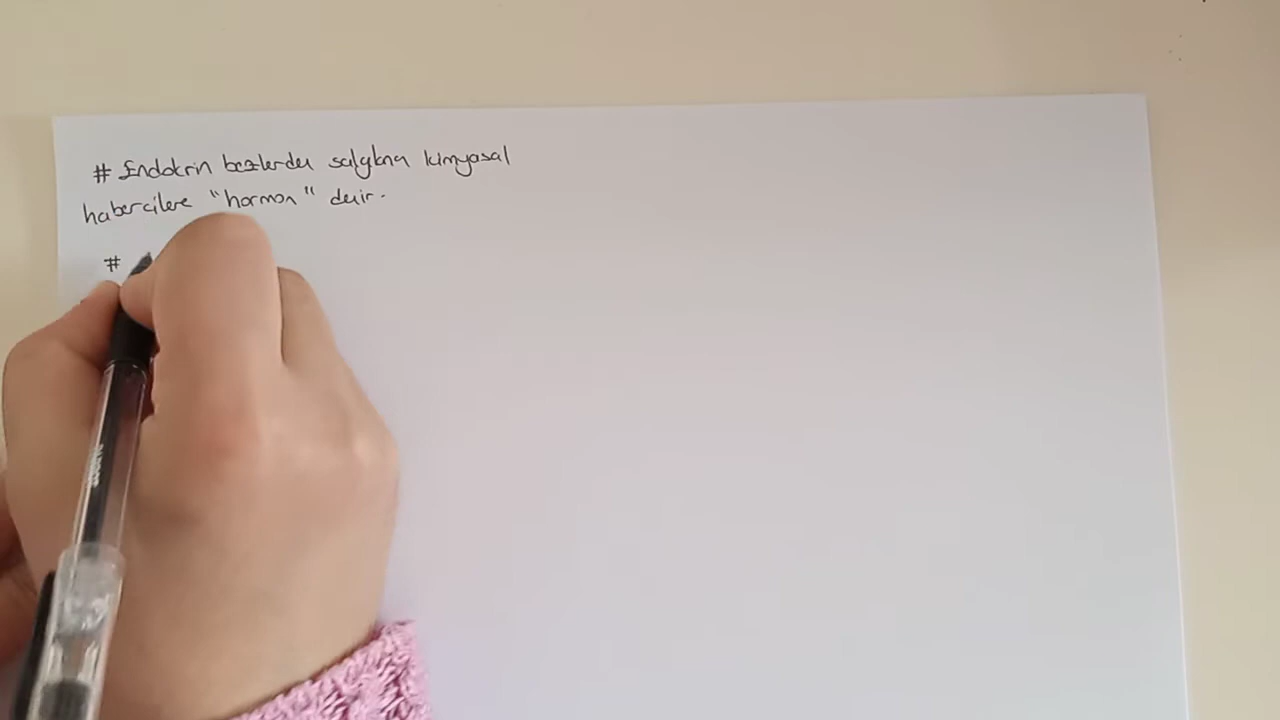 # Endokrin bezlerden salgılanan kimyasal
habercilere "hormon" denir.
#